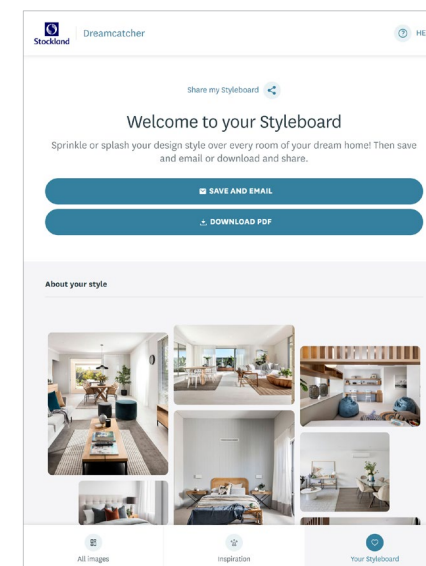 Stockland
Dreamcatcher
HE
Share my Styleboard
Welcome to your Styleboard
Sprinkle or splash your design style over every room of your dream home! Then save
and email or download and share.
SAVE AND EMAIL
DOWNLOAD PDF
About your style
All images
Inspiration
Your Styleboard